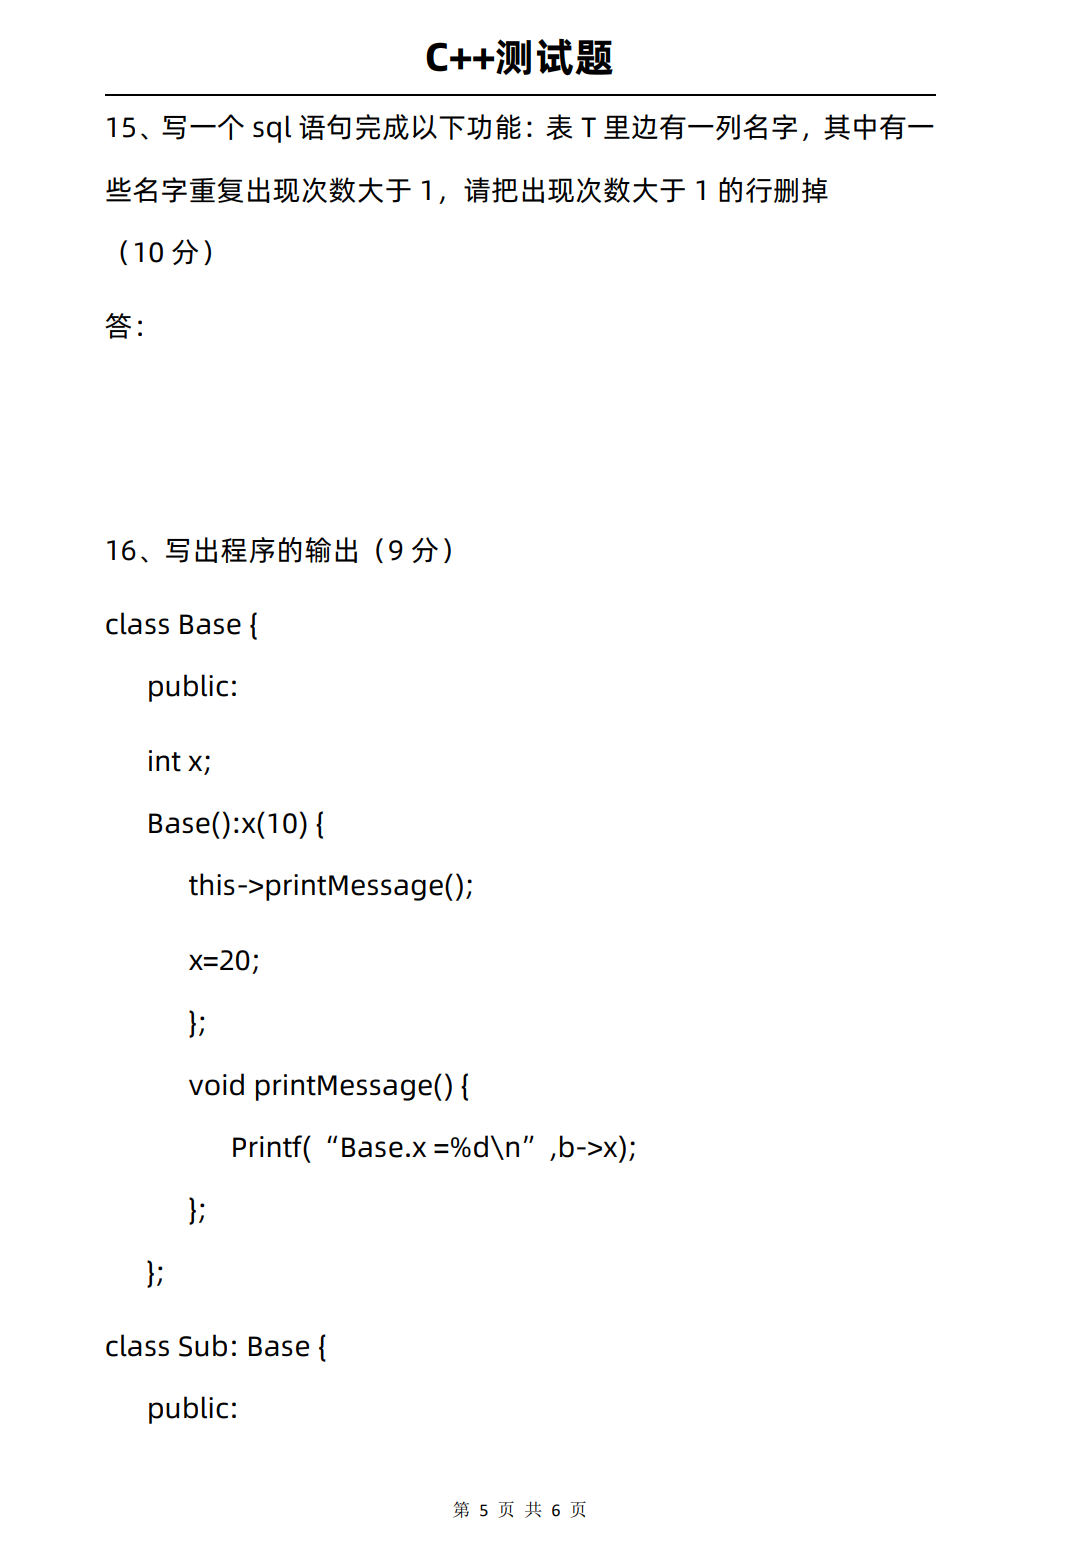 C++测试题
15、写一个 sql 语句完成以下功能：表 T 里边有一列名字，其中有一
些名字重复出现次数大于 1，请把出现次数大于 1 的行删掉
（10 分）
答：
16、写出程序的输出（9 分）
class Base {
public:
int x;
Base():x(10) {
this->printMessage();
x=20;
};
void printMessage() {
Printf(“Base.x =%d\n”,b->x);
};
};
class Sub: Base {
public:
第 5 页 共 6 页